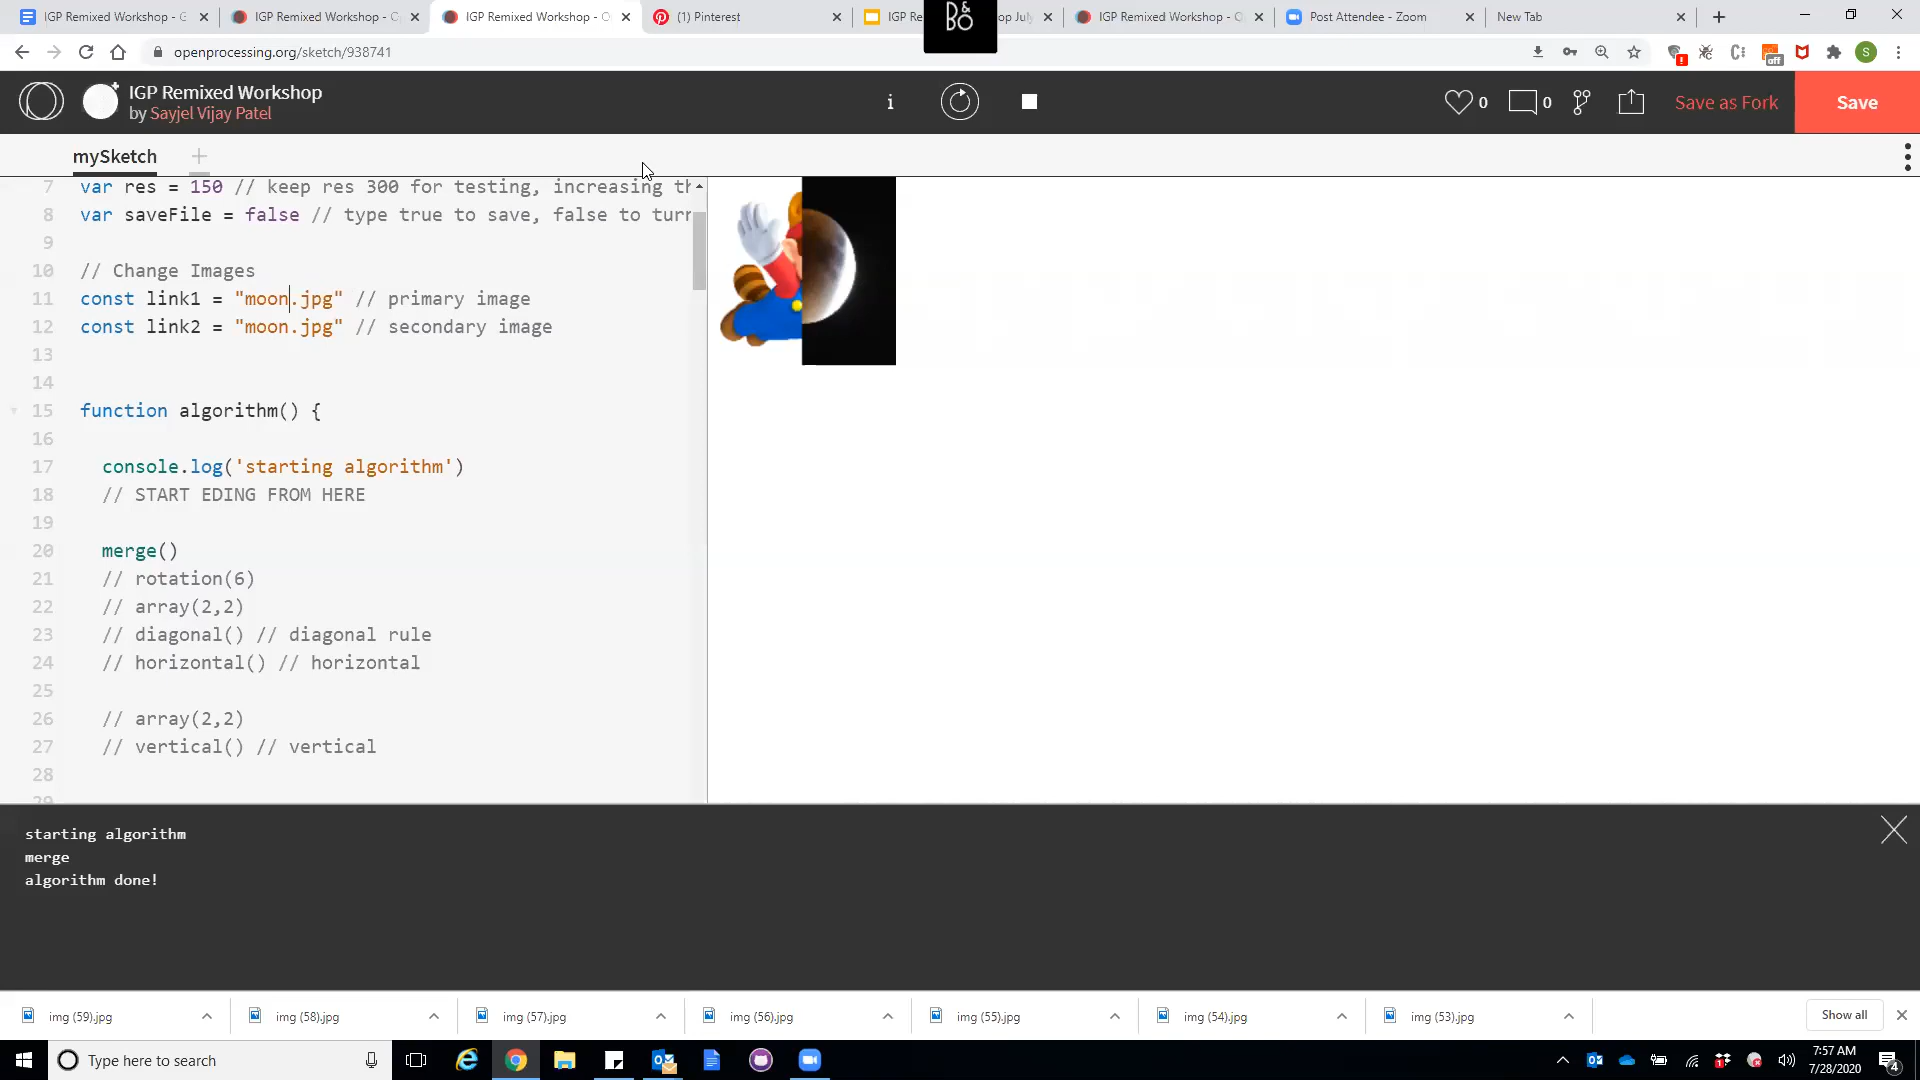 IGP Remixed Workshop - G
IGP Remixed Workshop - O
IGP Remixed Workshop - O
(1) Pinterest
IGP Re
op July
IGP Remixed Workshop - O
Post Attendee - Zoom
New Tab
B&O
openprocessing.org/sketch/938741
off
S
IGP Remixed Workshop
by Sayjel Vijay Patel
i
0
0
Save as Fork
Save
mySketch
7 var res = 150 // keep res 300 for testing, increasing th
8 var saveFile = false // type true to save, false to turn
9
10 // Change Images
11 const link1 = "moon.jpg" // primary image
12 const link2 = "moon.jpg" // secondary image
13
14
15 function algorithm() {
16
17 console.log('starting algorithm')
18 // START EDING FROM HERE
19
20 merge()
21 // rotation(6)
22 // array(2,2)
23 // diagonal() // diagonal rule
24 // horizontal() // horizontal
25
26 // array(2,2)
27 // vertical() // vertical
28
29
starting algorithm
merge
algorithm done!
img (59).jpg
img (58).jpg
img (57).jpg
img (56).jpg
img (55).jpg
img (54).jpg
img (53).jpg
Show all
Type here to search
7:57 AM
7/28/2020
4